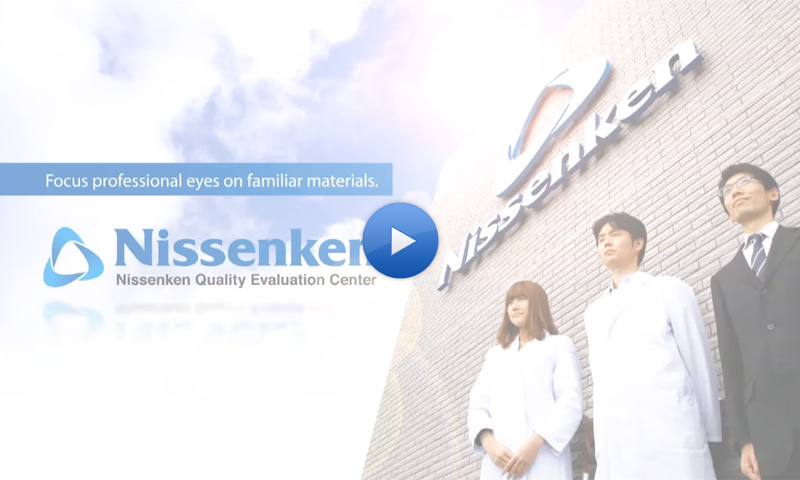 Focus professional eyes on familiar materials.
Nissenken
Nissenken Quality Evaluation Center
Nissenken